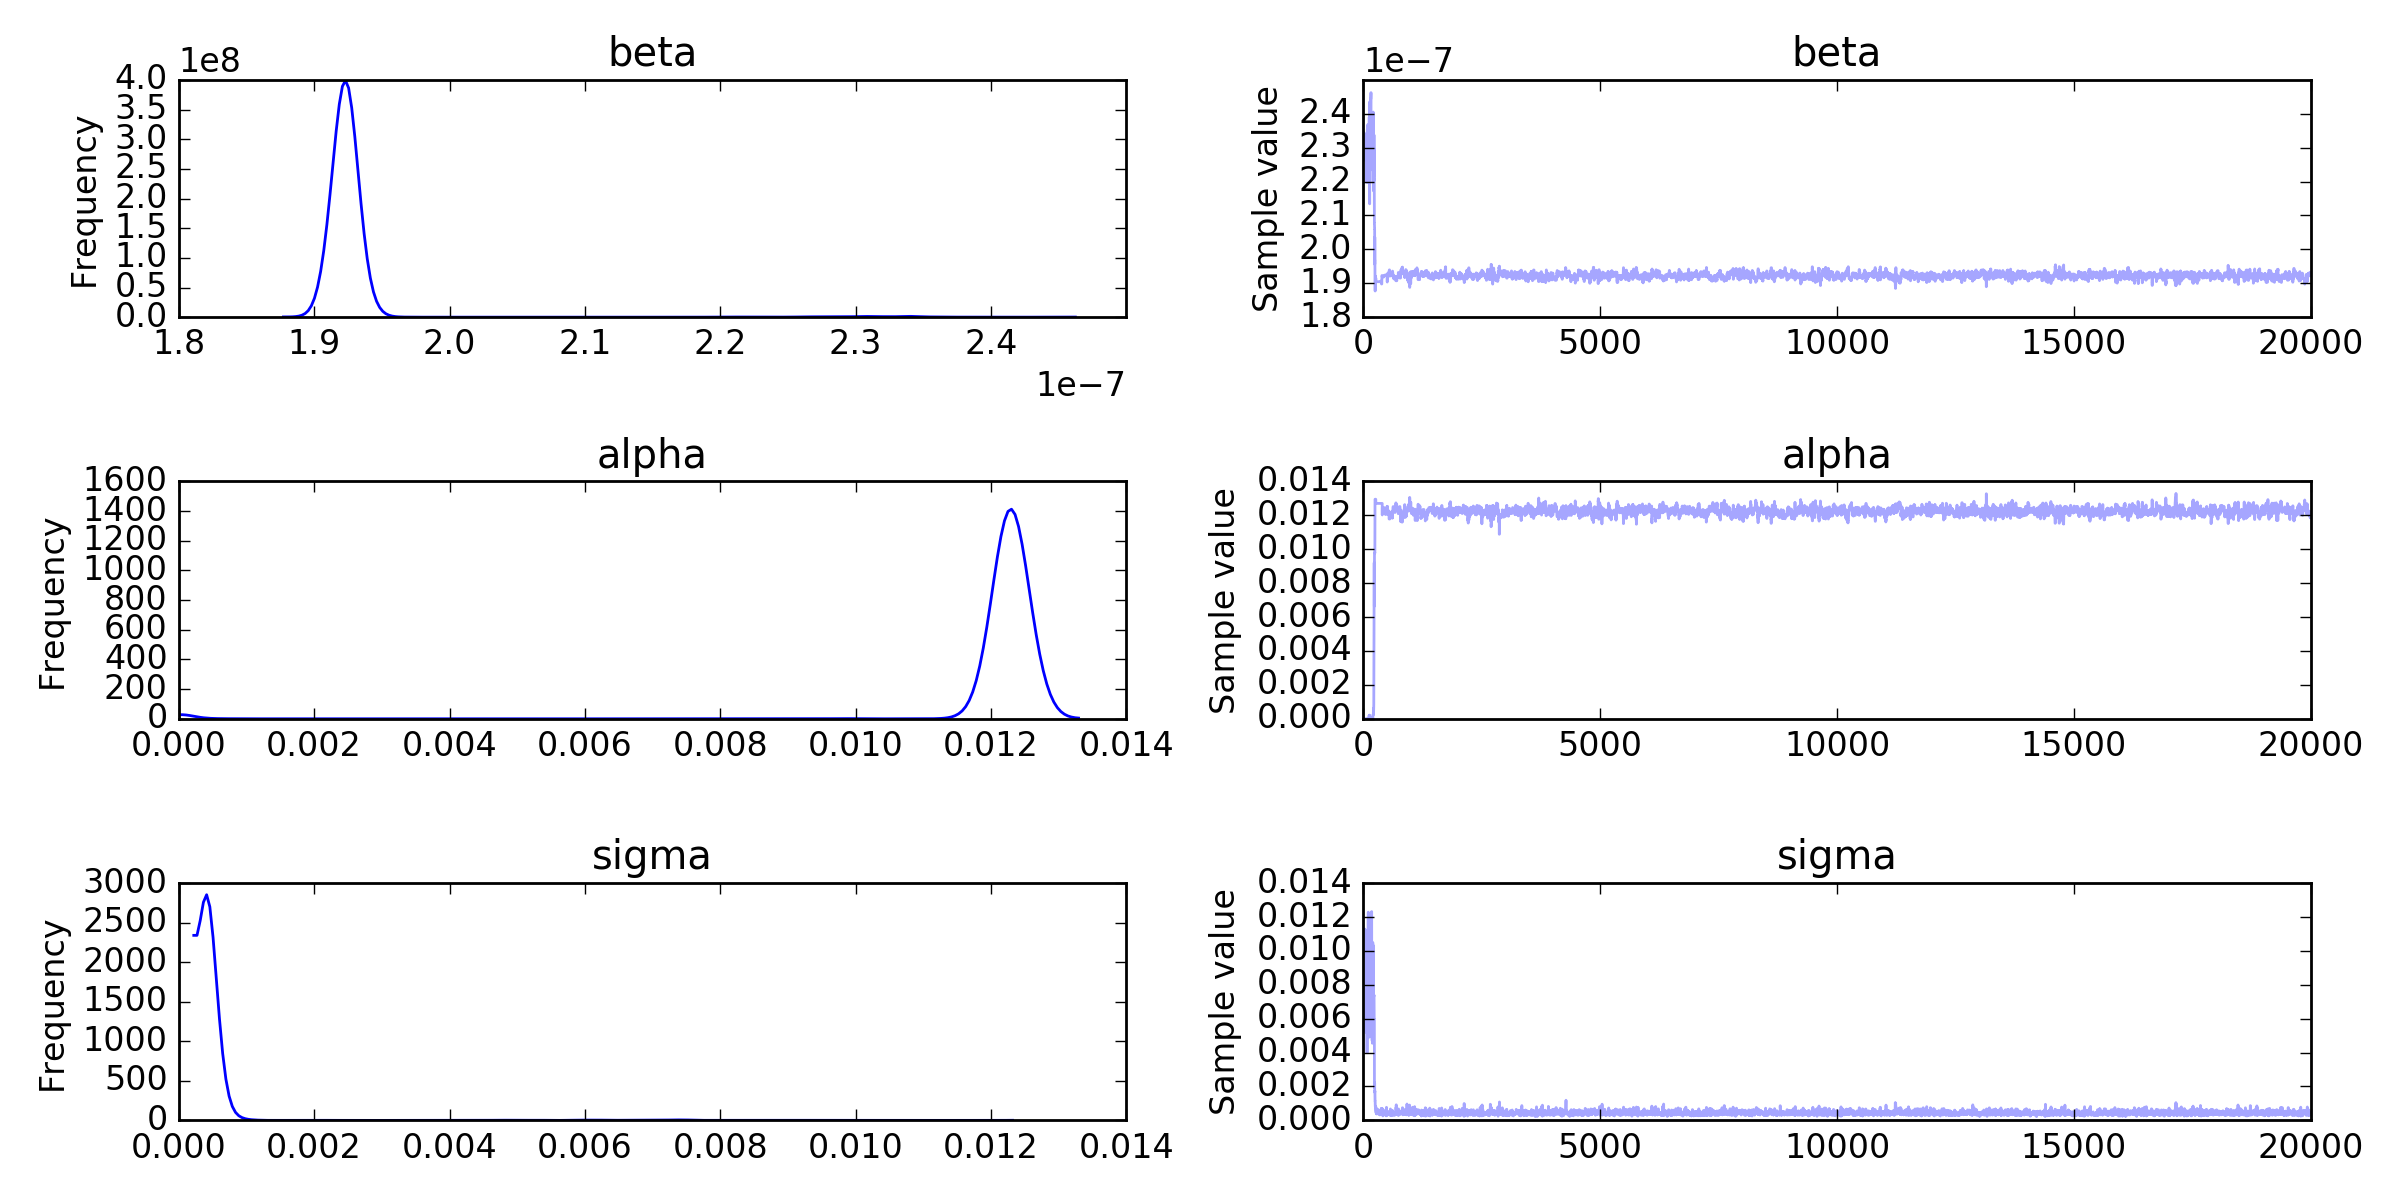 beta
1e8
4.0
3.5
3.0
2.5
2.0
1.5
1.0
0.5
0.0
Frequency
1.8 1.9 2.0 2.1 2.2 2.3 2.4
1e−7
beta
1e−7
2.4
2.3
2.2
2.1
2.0
1.9
1.8
Sample value
0 5000 10000 15000 20000
alpha
1600
1400
1200
1000
800
600
400
200
0
Frequency
0.000 0.002 0.004 0.006 0.008 0.010 0.012 0.014
alpha
0.014
0.012
0.010
0.008
0.006
0.004
0.002
0.000
Sample value
0 5000 10000 15000 20000
sigma
3000
2500
2000
1500
1000
500
0
Frequency
0.000 0.002 0.004 0.006 0.008 0.010 0.012 0.014
sigma
0.014
0.012
0.010
0.008
0.006
0.004
0.002
0.000
Sample value
0 5000 10000 15000 20000